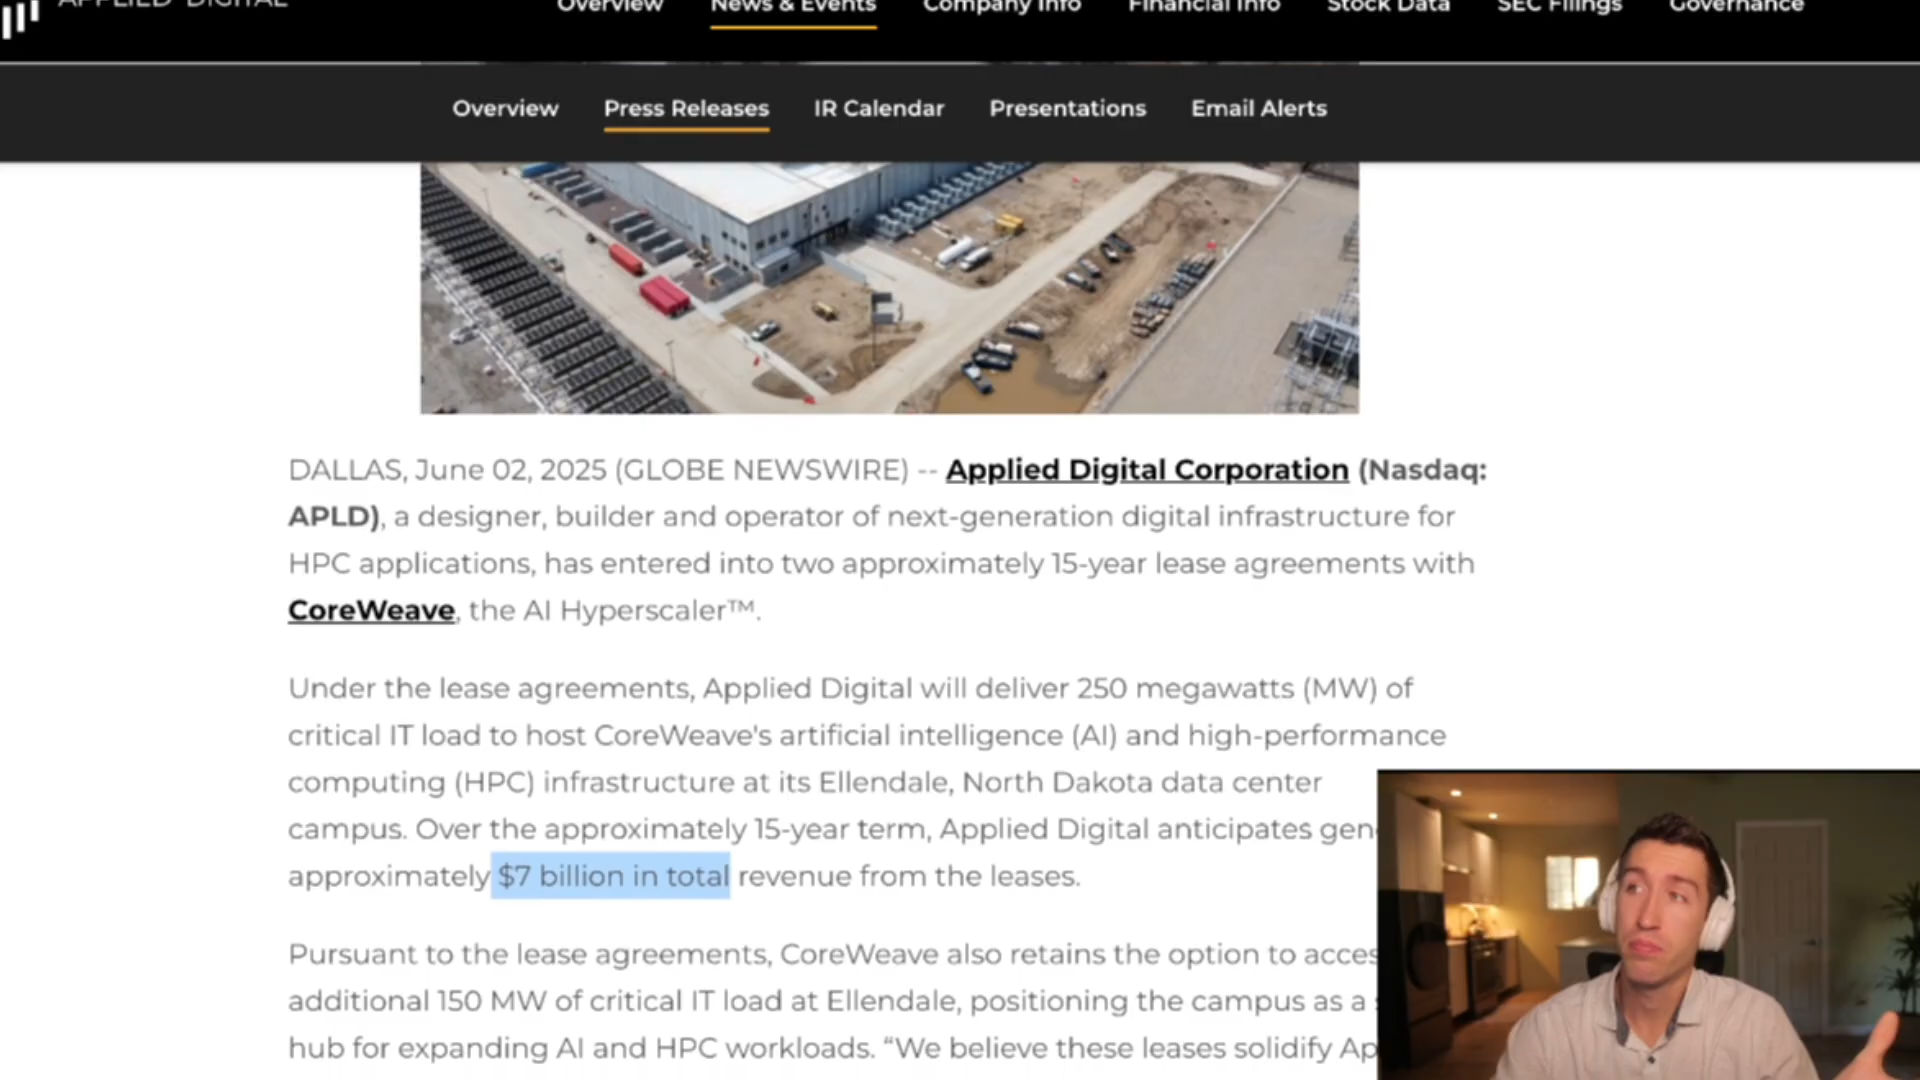 APPLIED DIGITAL
Overview News & Events Company Info Financial Info Stock Data SEC Filings Governance
Overview Press Releases IR Calendar Presentations Email Alerts
DALLAS, June 02, 2025 (GLOBE NEWSWIRE) -- Applied Digital Corporation (Nasdaq:
APLD), a designer, builder and operator of next-generation digital infrastructure for
HPC applications, has entered into two approximately 15-year lease agreements with
CoreWeave, the AI Hyperscaler™.
Under the lease agreements, Applied Digital will deliver 250 megawatts (MW) of
critical IT load to host CoreWeave's artificial intelligence (AI) and high-performance
computing (HPC) infrastructure at its Ellendale, North Dakota data center
campus. Over the approximately 15-year term, Applied Digital anticipates gen
approximately $7 billion in total revenue from the leases.
Pursuant to the lease agreements, CoreWeave also retains the option to acces
additional 150 MW of critical IT load at Ellendale, positioning the campus as a
hub for expanding AI and HPC workloads. “We believe these leases solidify Ap